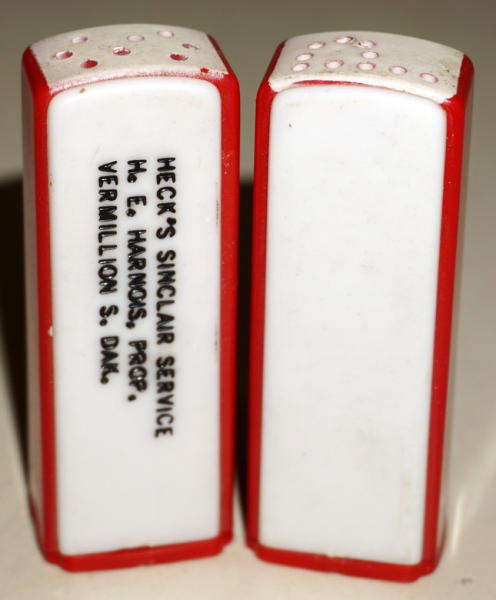 HECK'S SINCLAIR SERVICE
H. E. HARNOIS, PROP.
VERMILLION S. DAK.